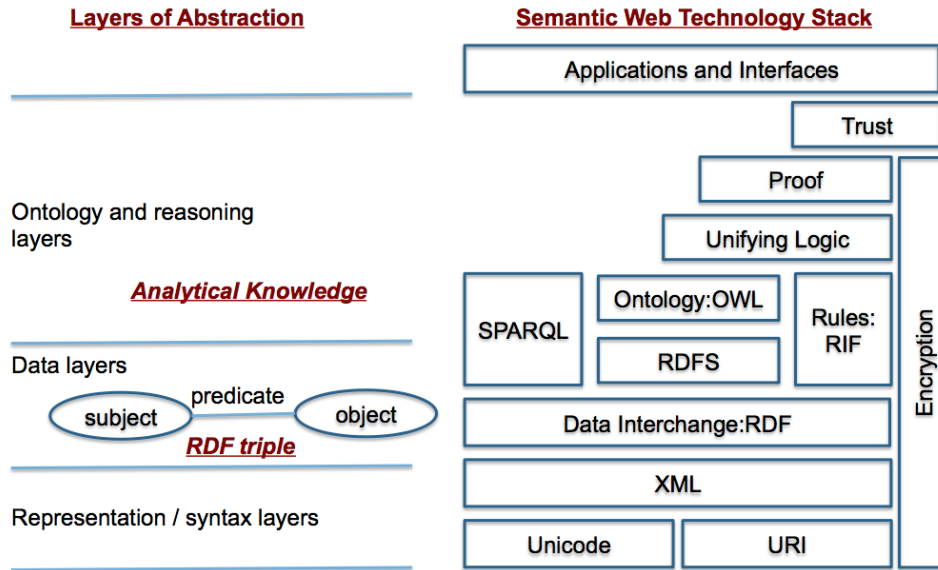 Layers of Abstraction
Semantic Web Technology Stack
Applications and Interfaces
Trust
Proof
Ontology and reasoning
layers
Unifying Logic
Analytical Knowledge
SPARQL
Ontology:OWL
Rules:
RIF
RDFS
Encryption
Data layers
subject
predicate
object
RDF triple
Data Interchange:RDF
XML
Representation / syntax layers
Unicode
URI